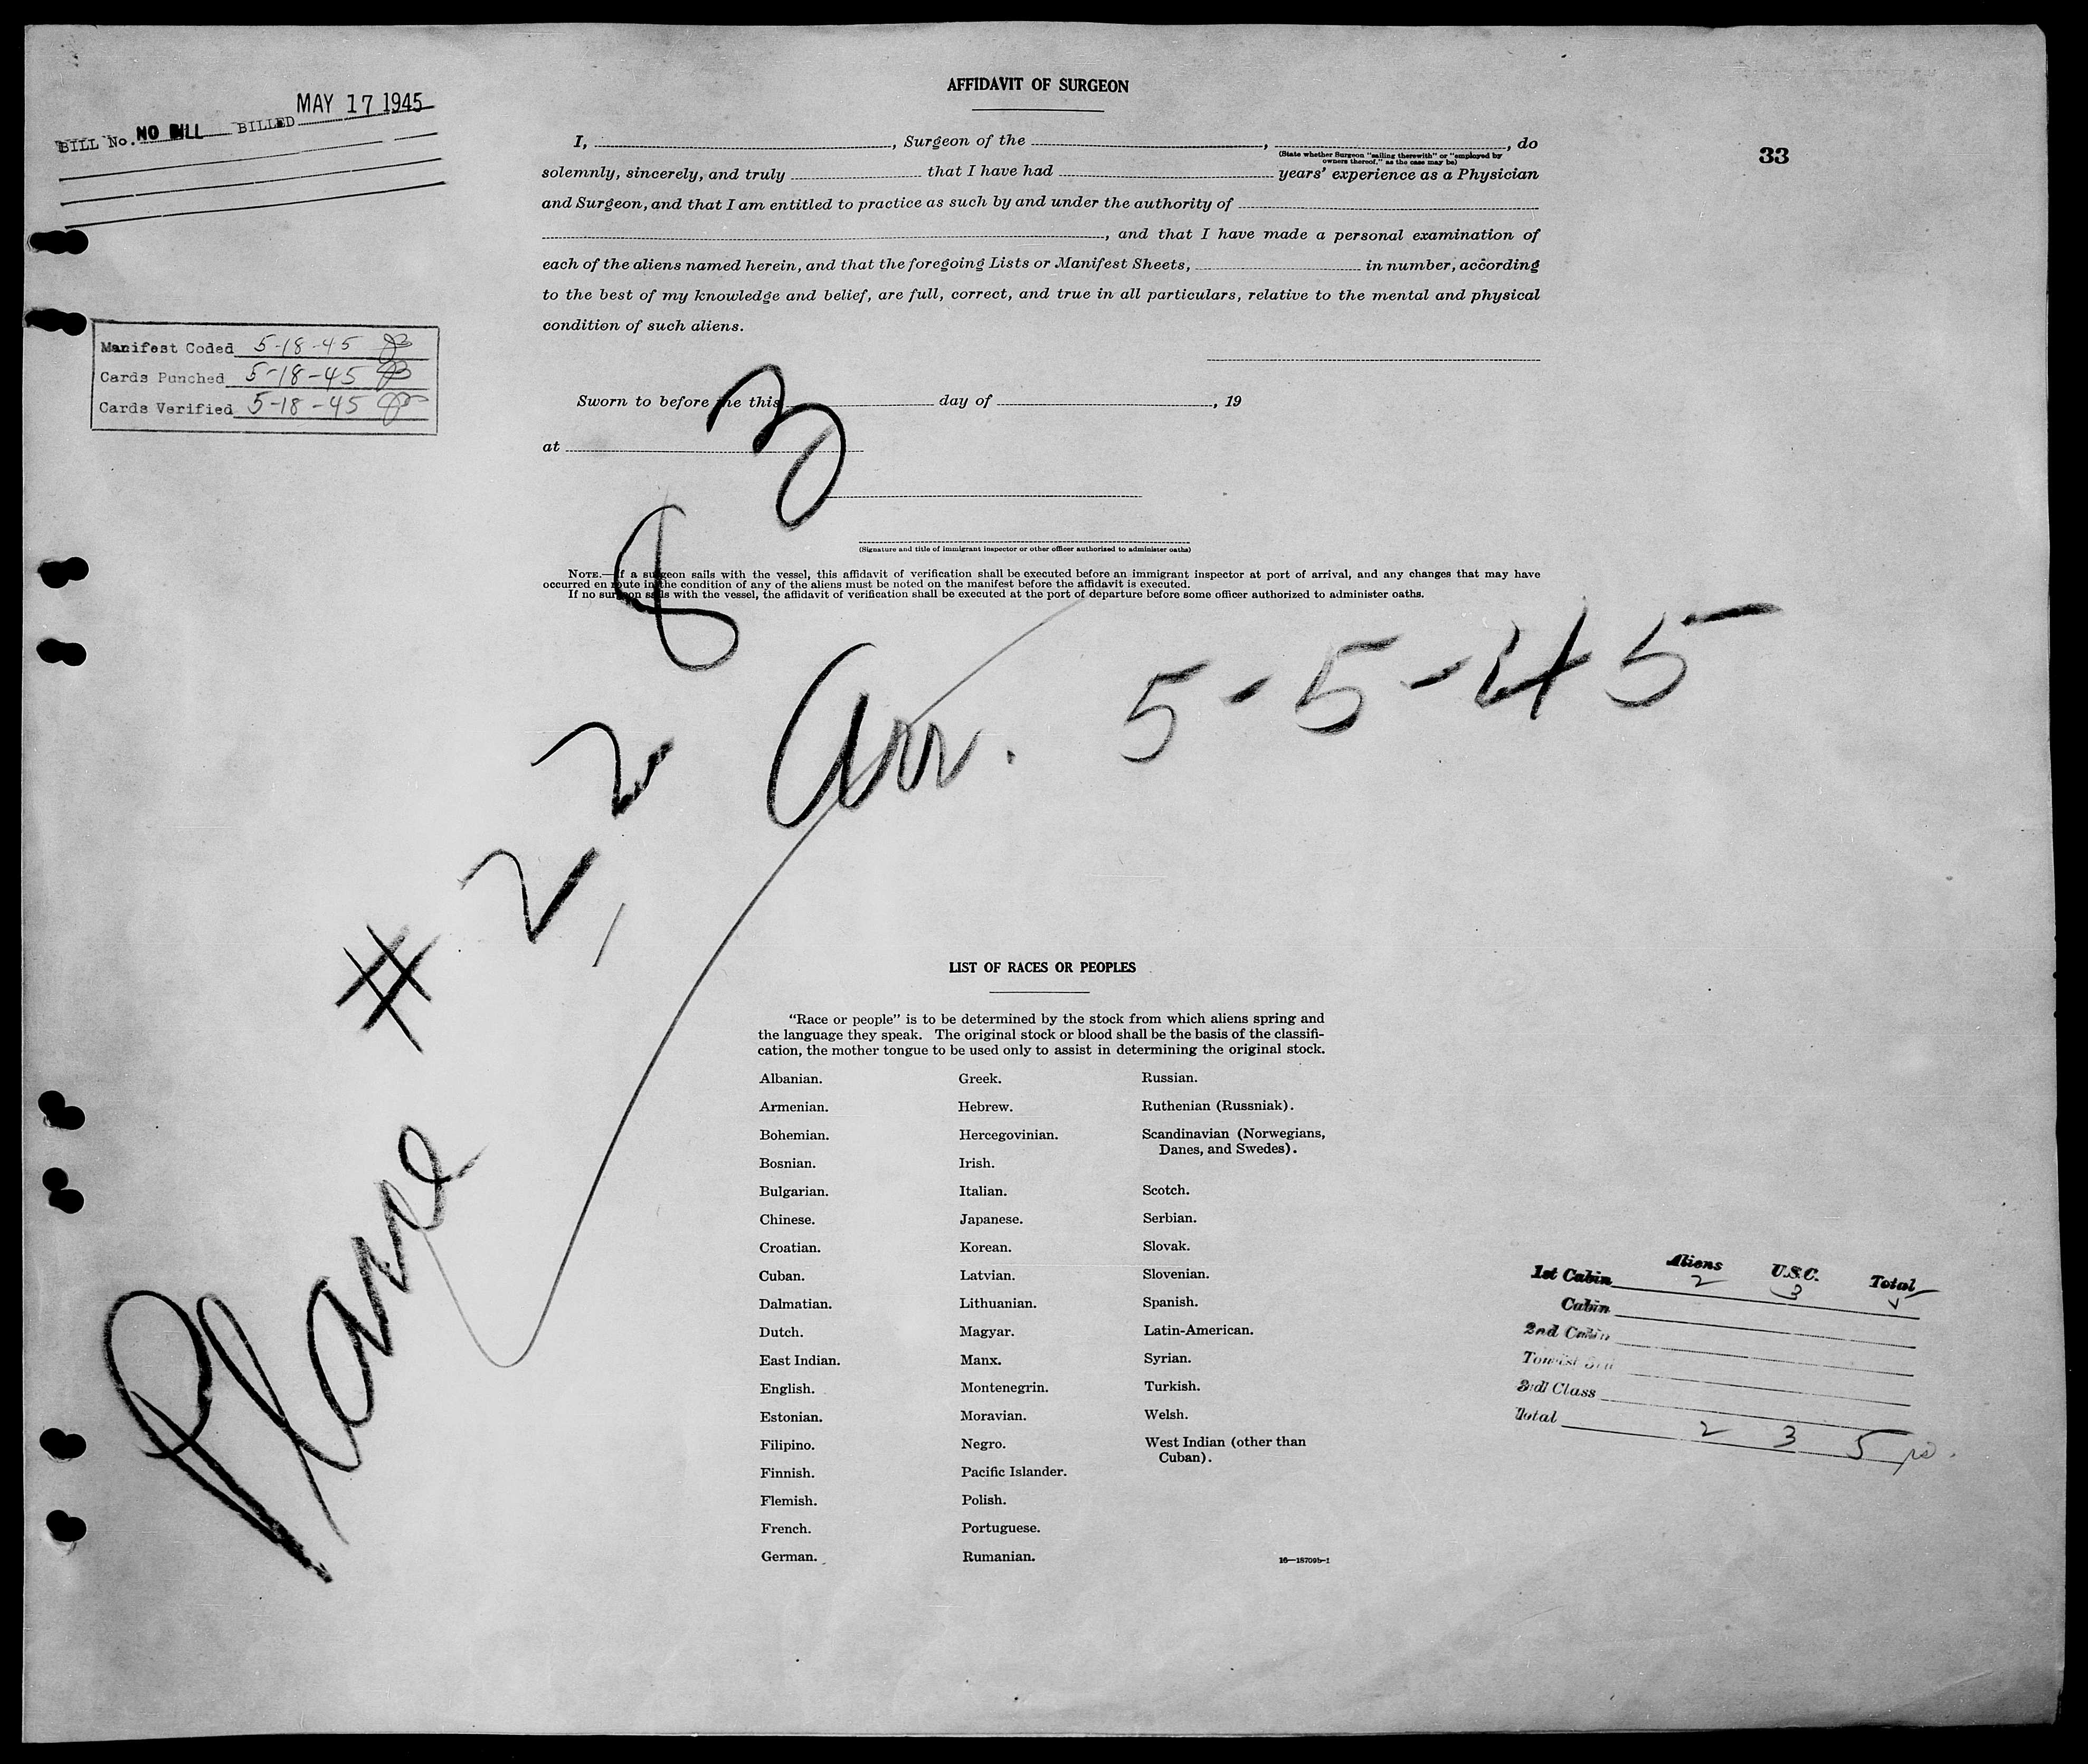 MAY 17 1945
BILL No. NO BILL BILLED
Manifest Coded 5-18-45
Cards Punched 5-18-45
Cards Verified 5-18-45
33
AFFIDAVIT OF SURGEON
I, , Surgeon of the , , do
(State whether Surgeon "sailing therewith" or "employed by
owners thereof," as the case may be)
solemnly, sincerely, and truly that I have had years' experience as a Physician
and Surgeon, and that I am entitled to practice as such by and under the authority of
, and that I have made a personal examination of
each of the aliens named herein, and that the foregoing Lists or Manifest Sheets, in number, according
to the best of my knowledge and belief, are full, correct, and true in all particulars, relative to the mental and physical
condition of such aliens.
Sworn to before me this day of , 19
at
(Signature and title of immigrant inspector or other officer authorized to administer oaths)
NOTE.—If a surgeon sails with the vessel, this affidavit of verification shall be executed before an immigrant inspector at port of arrival, and any changes that may have
occurred en route in the condition of any of the aliens must be noted on the manifest before the affidavit is executed.
If no surgeon sails with the vessel, the affidavit of verification shall be executed at the port of departure before some officer authorized to administer oaths.
Plane # 2283
Arr. 5-5-45
LIST OF RACES OR PEOPLES
"Race or people" is to be determined by the stock from which aliens spring and
the language they speak. The original stock or blood shall be the basis of the classifi-
cation, the mother tongue to be used only to assist in determining the original stock.
Albanian. Greek. Russian.
Armenian. Hebrew. Ruthenian (Russniak).
Bohemian. Hercegovinian. Scandinavian (Norwegians,
Danes, and Swedes).
Bosnian. Irish.
Bulgarian. Italian. Scotch.
Chinese. Japanese. Serbian.
Croatian. Korean. Slovak.
Cuban. Latvian. Slovenian.
Dalmatian. Lithuanian. Spanish.
Dutch. Magyar. Latin-American.
East Indian. Manx. Syrian.
English. Montenegrin. Turkish.
Estonian. Moravian. Welsh.
Filipino. Negro. West Indian (other than
Cuban).
Finnish. Pacific Islander.
Flemish. Polish.
French. Portuguese.
German. Rumanian.
16—18709b-1
Aliens U.S.C. Total
1st Cabin 2 3
Cabin
2nd Cabin
Tourist 3rd
3rd Class
Total 2 3 5